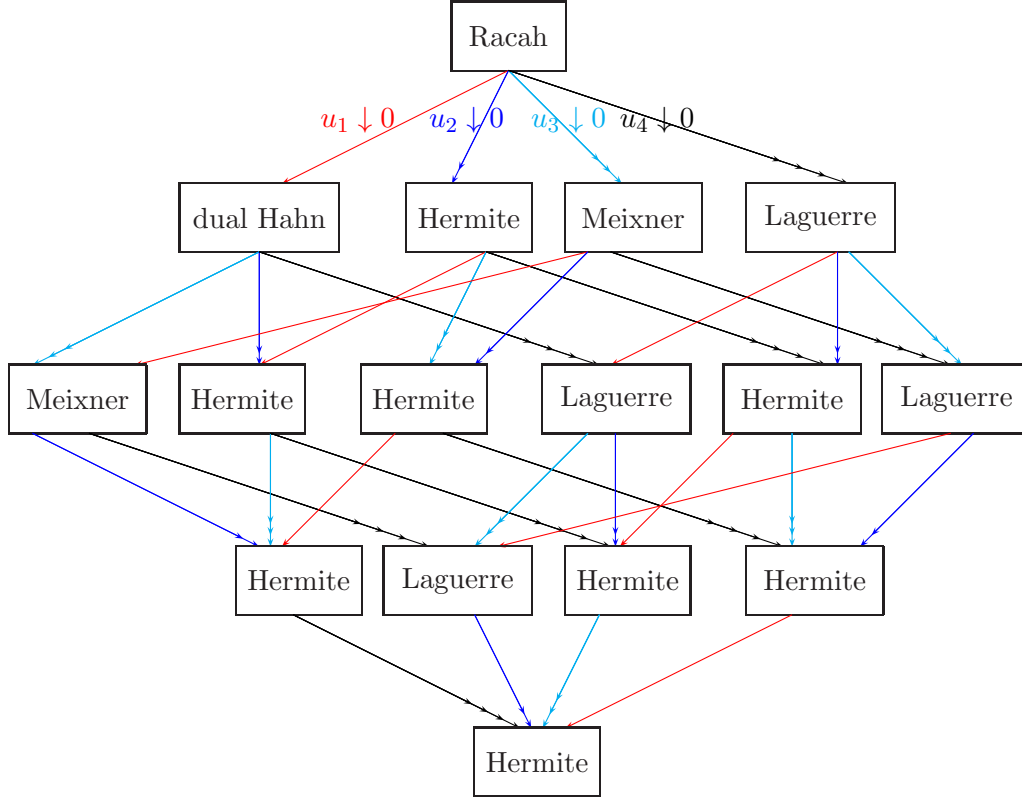 Racah
u₁ ↓ 0 u₂ ↓ 0 u₃ ↓ 0 u₄ ↓ 0
dual Hahn Hermite Meixner Laguerre
Meixner Hermite Hermite Laguerre Hermite Laguerre
Hermite Laguerre Hermite Hermite
Hermite